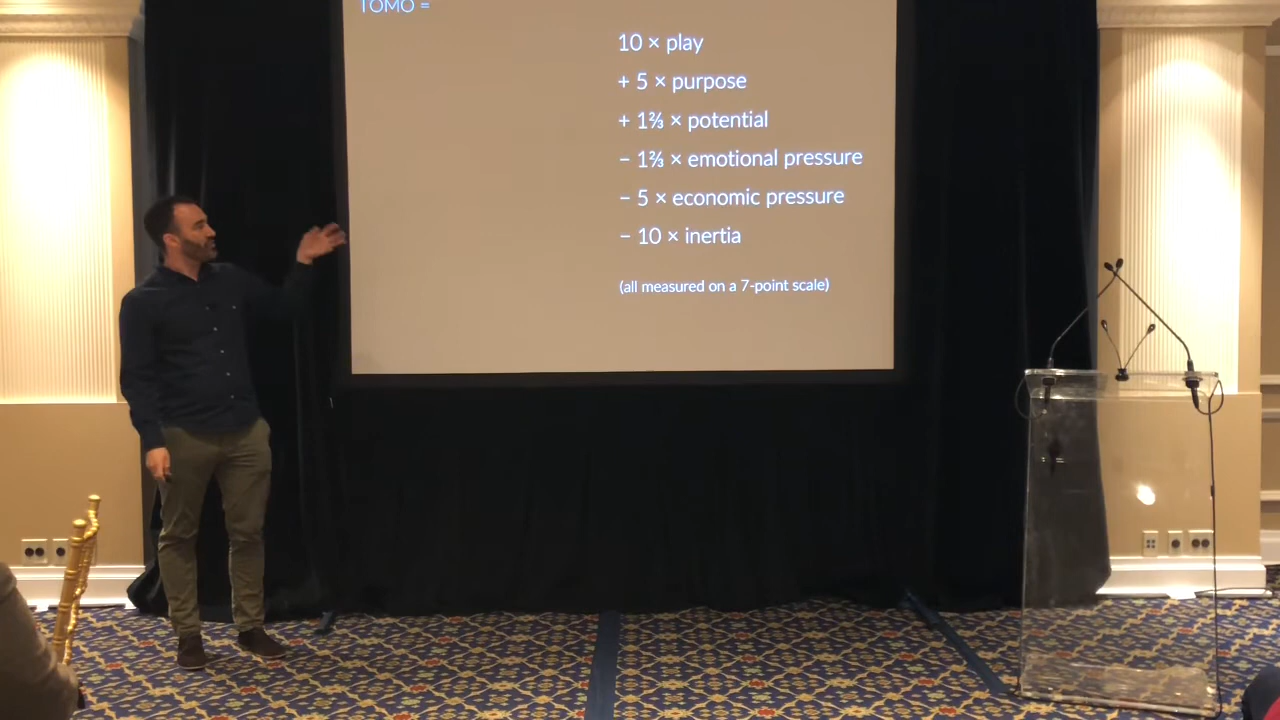 TOMO =
10 × play
+ 5 × purpose
+ 1⅔ × potential
− 1⅔ × emotional pressure
− 5 × economic pressure
− 10 × inertia
(all measured on a 7-point scale)